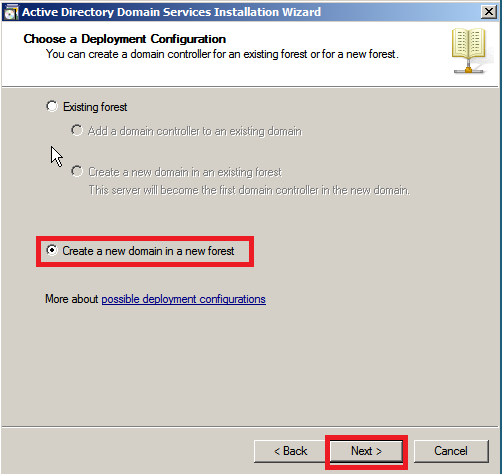 Active Directory Domain Services Installation Wizard
Choose a Deployment Configuration
You can create a domain controller for an existing forest or for a new forest.
Existing forest
Add a domain controller to an existing domain
Create a new domain in an existing forest
This server will become the first domain controller in the new domain.
Create a new domain in a new forest
More about possible deployment configurations
< Back
Next >
Cancel